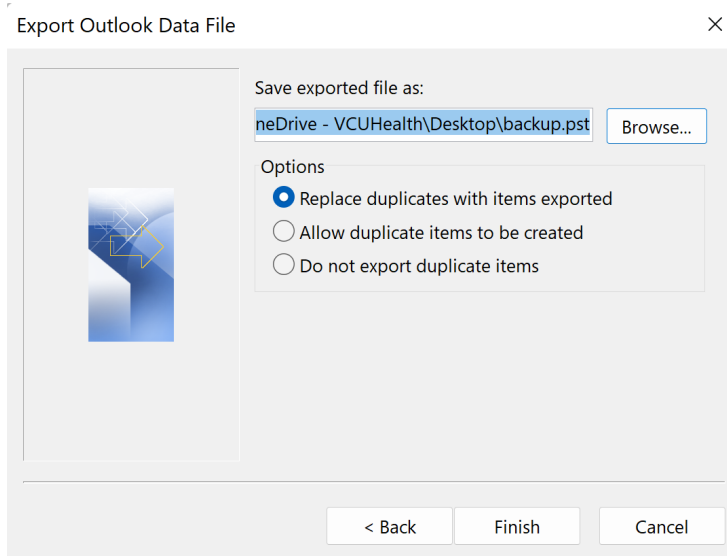 Export Outlook Data File
Save exported file as:
neDrive - VCUHealth\Desktop\backup.pst
Browse...
Options
Replace duplicates with items exported
Allow duplicate items to be created
Do not export duplicate items
< Back
Finish
Cancel